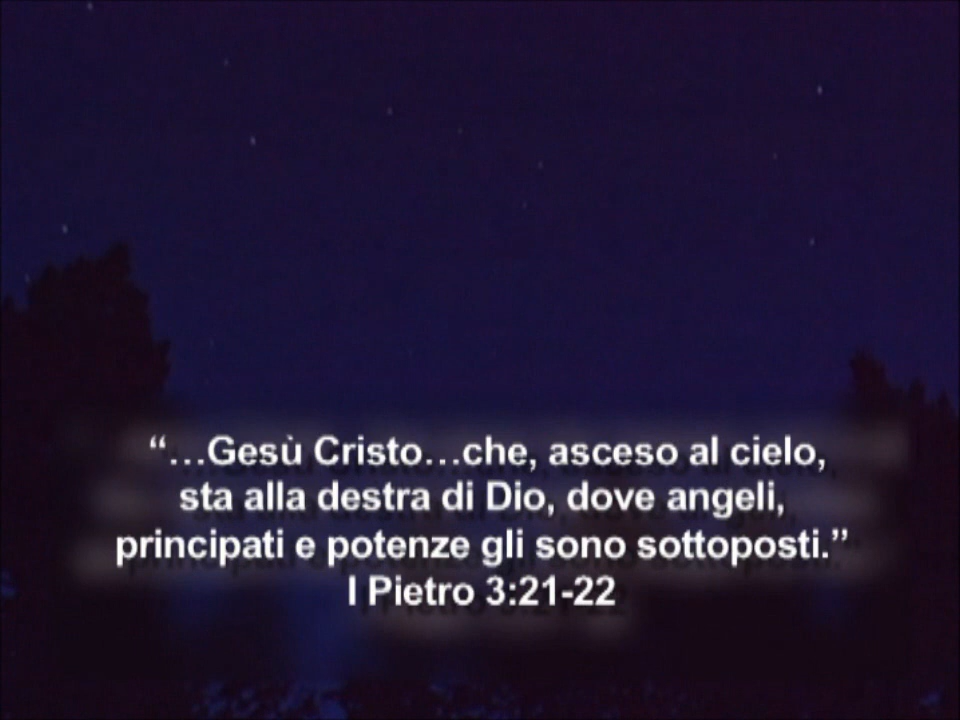 “…Gesù Cristo…che, asceso al cielo,
sta alla destra di Dio, dove angeli,
principati e potenze gli sono sottoposti.”
I Pietro 3:21-22